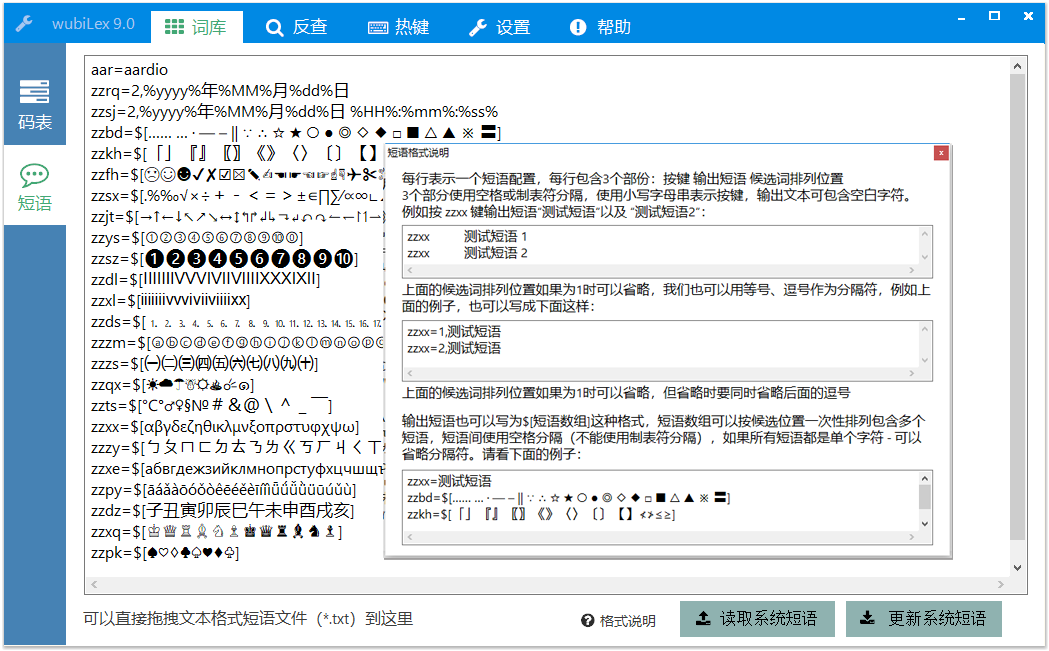 wubiLex 9.0
词库
反查
热键
设置
帮助
码表
短语
aar=aardio
zzrq=2,%yyyy%年%MM%月%dd%日
zzsj=2,%yyyy%年%MM%月%dd%日 %HH%:%mm%:%ss%
zzbd=$[...... ... · — – ‖ ∵ ∴ ☆ ★ ○ ● ◎ ◇ ◆ □ ■ △ ▲ ※ 〓]
zzkh=$[「」 『』 〖〗 《》 〈〉 〔〕 【】
zzfh=$[☹☺☻✓✗☑☒
zzsx=$[.%‰√×÷+-<=>±∈∏∑∕∝∞∟
zzjt=$[→↑←↓↖↗↘↔↕
zzys=$[①②③④⑤⑥⑦⑧⑨⑩⓪]
zzsz=$[❶❷❸❹❺❻❼❽❾❿]
zzdl=$[ⅠⅡⅢⅣⅤⅥⅦⅧⅨⅩⅪⅫ]
zzxl=$[ⅰⅱⅲⅳⅴⅵⅶⅷⅸⅹ]
zzds=$[⒈⒉⒊⒋⒌⒍⒎⒏⒐⒑⒒⒓⒔⒕⒖⒗⒘
zzzm=$[ⓐⓑⓒⓓⓔⓕⓖⓗⓘⓙⓚⓛⓜⓝⓞⓟ
zzzs=$[㈠㈡㈢㈣㈤㈥㈦㈧㈨㈩]
zzqx=$[☀☁☂☃]
zzts=$[℃℃♂♀§№#&@\^_￣]
zzxx=$[αβγδεζηθικλμνξοπρστυφχψω]
zzzy=$[ㄅㄆㄇㄈㄉㄊㄋㄌㄍㄎㄏㄐㄑㄒ
zzxe=$[абвгдежзийклмнопрстуфхцчшщъ
zzpy=$[āáǎàōóǒòêēéěèīíǐìūúǔùüǖǘǚǜ]
zzdz=$[子丑寅卯辰巳午未申酉戌亥]
zzxq=$[♔♕♖♗♘♙♚♛♜♝♞♟]
zzpk=$[♠♡♢♣♤♥♦♧]
短语格式说明
每行表示一个短语配置，每行包含3个部分：按键 输出短语 候选词排列位置
3个部分使用空格或制表符分隔，使用小写字母串表示按键，输出文本可包含空白字符。
例如按 zzxx 键输出短语“测试短语”以及 “测试短语2”：
zzxx 测试短语 1
zzxx 测试短语 2
上面的候选词排列位置如果为1时可以省略，我们也可以用等号、逗号作为分隔符，例如上
面的例子，也可以写成下面这样：
zzxx=1,测试短语
zzxx=2,测试短语
上面的候选词排列位置如果为1时可以省略，但省略时要同时省略后面的逗号
输出短语也可以写为$[短语数组]这种格式，短语数组可以按候选位置一次性排列包含多个
短语，短语间使用空格分隔（不能使用制表符分隔），如果所有短语都是单个字符 - 可以
省略分隔符。请看下面的例子：
zzxx=测试短语
zzbd=$[...... ... · — – ‖ ∵ ∴ ☆ ★ ○ ● ◎ ◇ ◆ □ ■ △ ▲ ※ 〓]
zzkh=$[「」 『』 〖〗 《》 〈〉 〔〕 【】≮≯≤≥]
可以直接拖拽文本格式短语文件（*.txt）到这里
格式说明
读取系统短语
更新系统短语